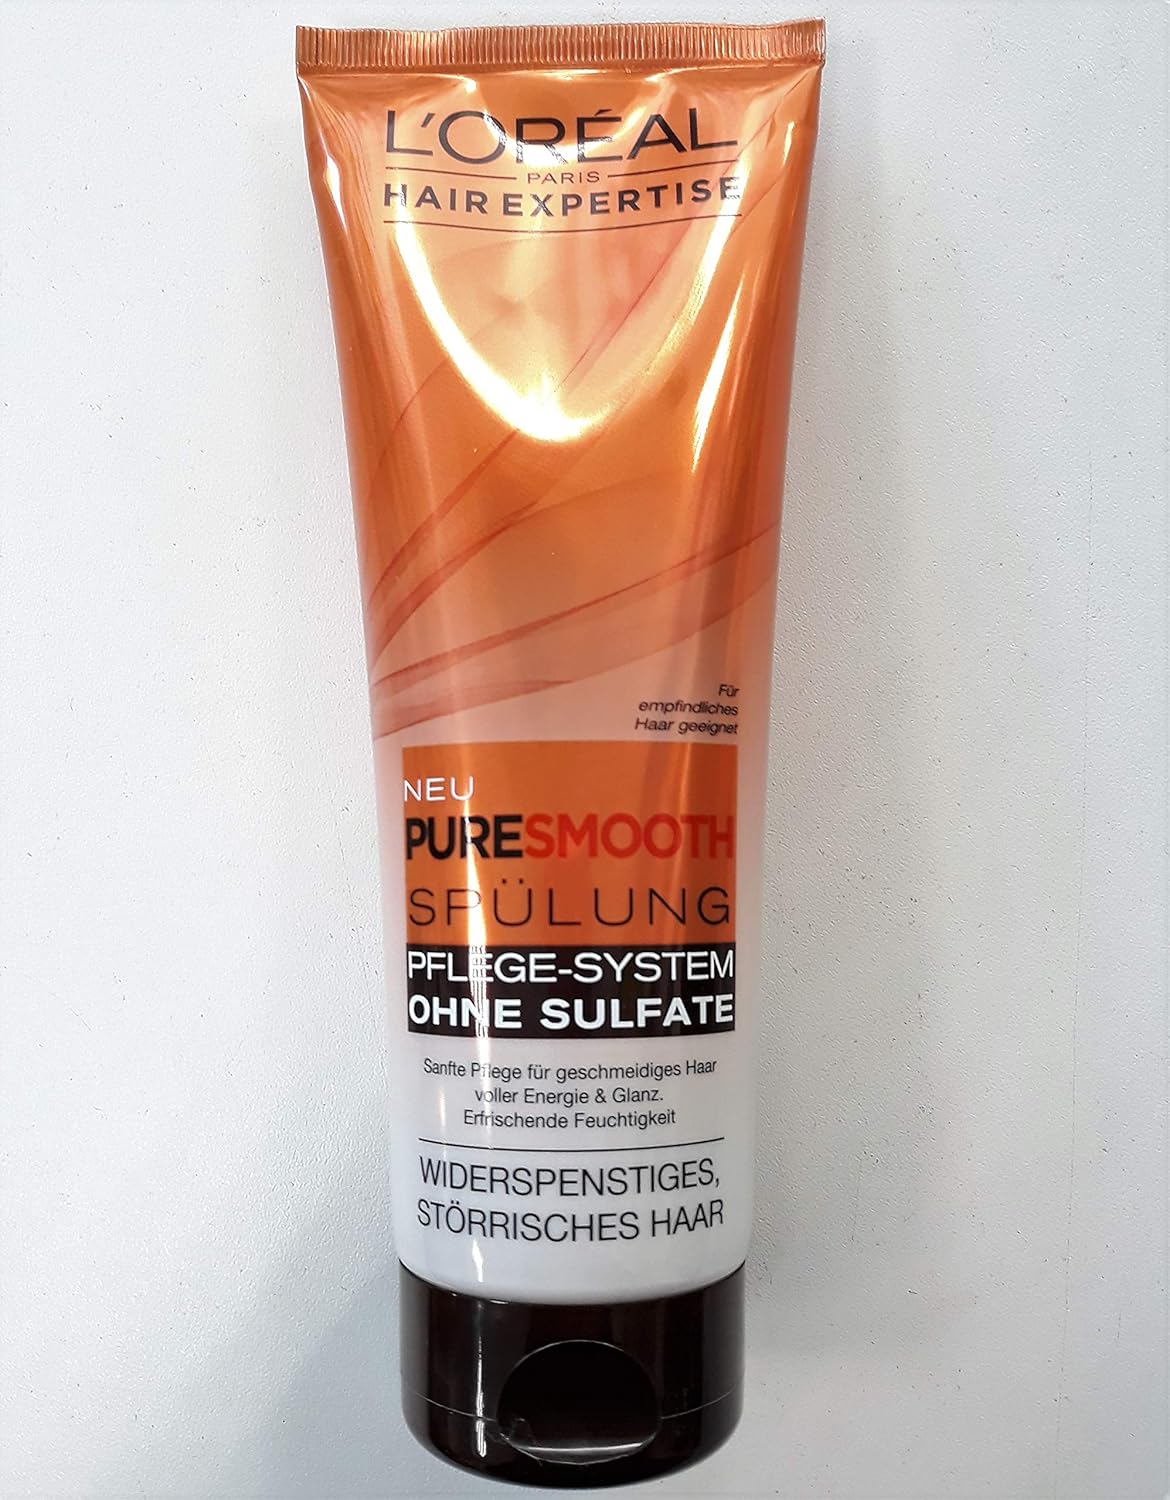 L'ORÉAL
PARIS
HAIR EXPERTISE
Für
empfindliches
Haar geeignet
NEU
PURESMOOTH
SPÜLUNG
PFLEGE-SYSTEM
OHNE SULFATE
Sanfte Pflege für geschmeidiges Haar
voller Energie & Glanz.
Erfrischende Feuchtigkeit
WIDERSPENSTIGES,
STÖRRISCHES HAAR